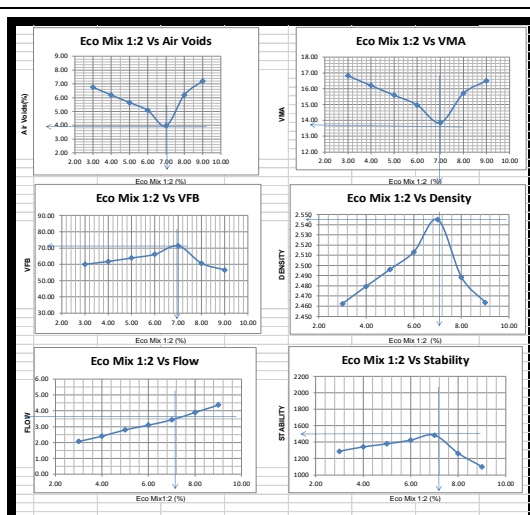 Eco Mix 1:2 Vs Air Voids
Air Voids(%)
9.00
8.00
7.00
6.00
5.00
4.00
3.00
2.00
2.00 3.00 4.00 5.00 6.00 7.00 8.00 9.00 10.00
Eco Mix 1:2 (%)
Eco Mix 1:2 Vs VMA
VMA
18.00
17.00
16.00
15.00
14.00
13.00
12.00
2.00 3.00 4.00 5.00 6.00 7.00 8.00 9.00 10.00
Eco Mix 1:2 (%)
Eco Mix 1:2 Vs VFB
VFB
90.00
80.00
70.00
60.00
50.00
40.00
30.00
2.00 3.00 4.00 5.00 6.00 7.00 8.00 9.00 10.00
Eco Mix 1:2 (%)
Eco Mix 1:2 Vs Density
DENSITY
2.550
2.540
2.530
2.520
2.510
2.500
2.490
2.480
2.470
2.460
2.450
2.00 4.00 6.00 8.00 10.00
Eco Mix 1:2 (%)
Eco Mix 1:2 Vs Flow
FLOW
6.00
5.00
4.00
3.00
2.00
1.00
0.00
2.00 4.00 6.00 8.00 10.00
Eco Mix1:2 (%)
Eco Mix 1:2 Vs Stability
STABILITY
2200
2000
1800
1600
1400
1200
1000
2.00 4.00 6.00 8.00 10.00
Eco Mix 1:2 (%)